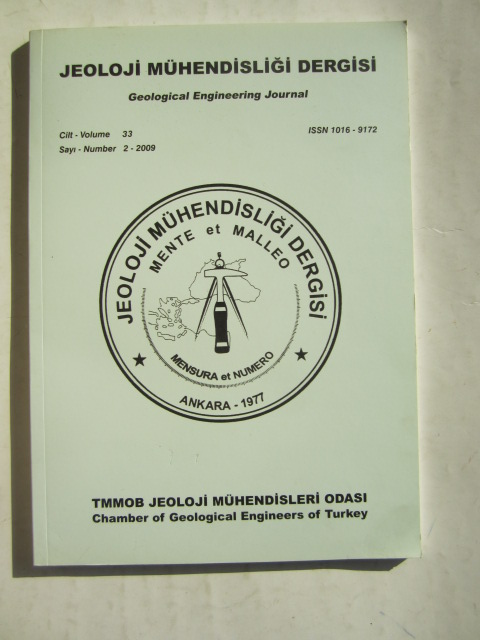 JEOLOJİ MÜHENDİSLİĞİ DERGİSİ
Geological Engineering Journal
Cilt - Volume 33
ISSN 1016 - 9172
Sayı - Number 2 - 2009
JEOLOJİ MÜHENDİSLİĞİ DERGİSİ
MENTE et MALLEO
MENSURA et NUMERO
ANKARA - 1977
TMMOB JEOLOJİ MÜHENDİSLERİ ODASI
Chamber of Geological Engineers of Turkey